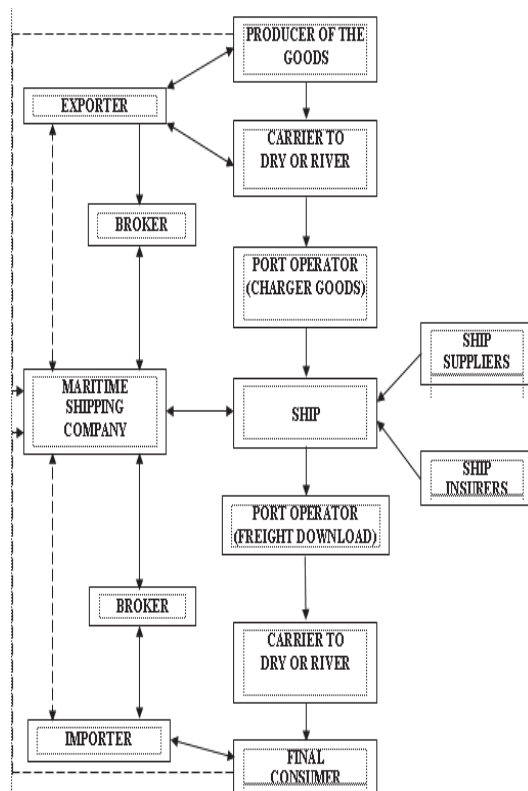 PRODUCER OF THE
GOODS
EXPORTER
CARRIER TO
DRY OR RIVER
BROKER
PORT OPERATOR
(CHARGER GOODS)
SHIP
SUPPLIERS
MARITIME
SHIPPING
COMPANY
SHIP
SHIP
INSURERS
PORT OPERATOR
(FREIGHT DOWNLOAD)
BROKER
CARRIER TO
DRY OR RIVER
IMPORTER
FINAL
CONSUMER